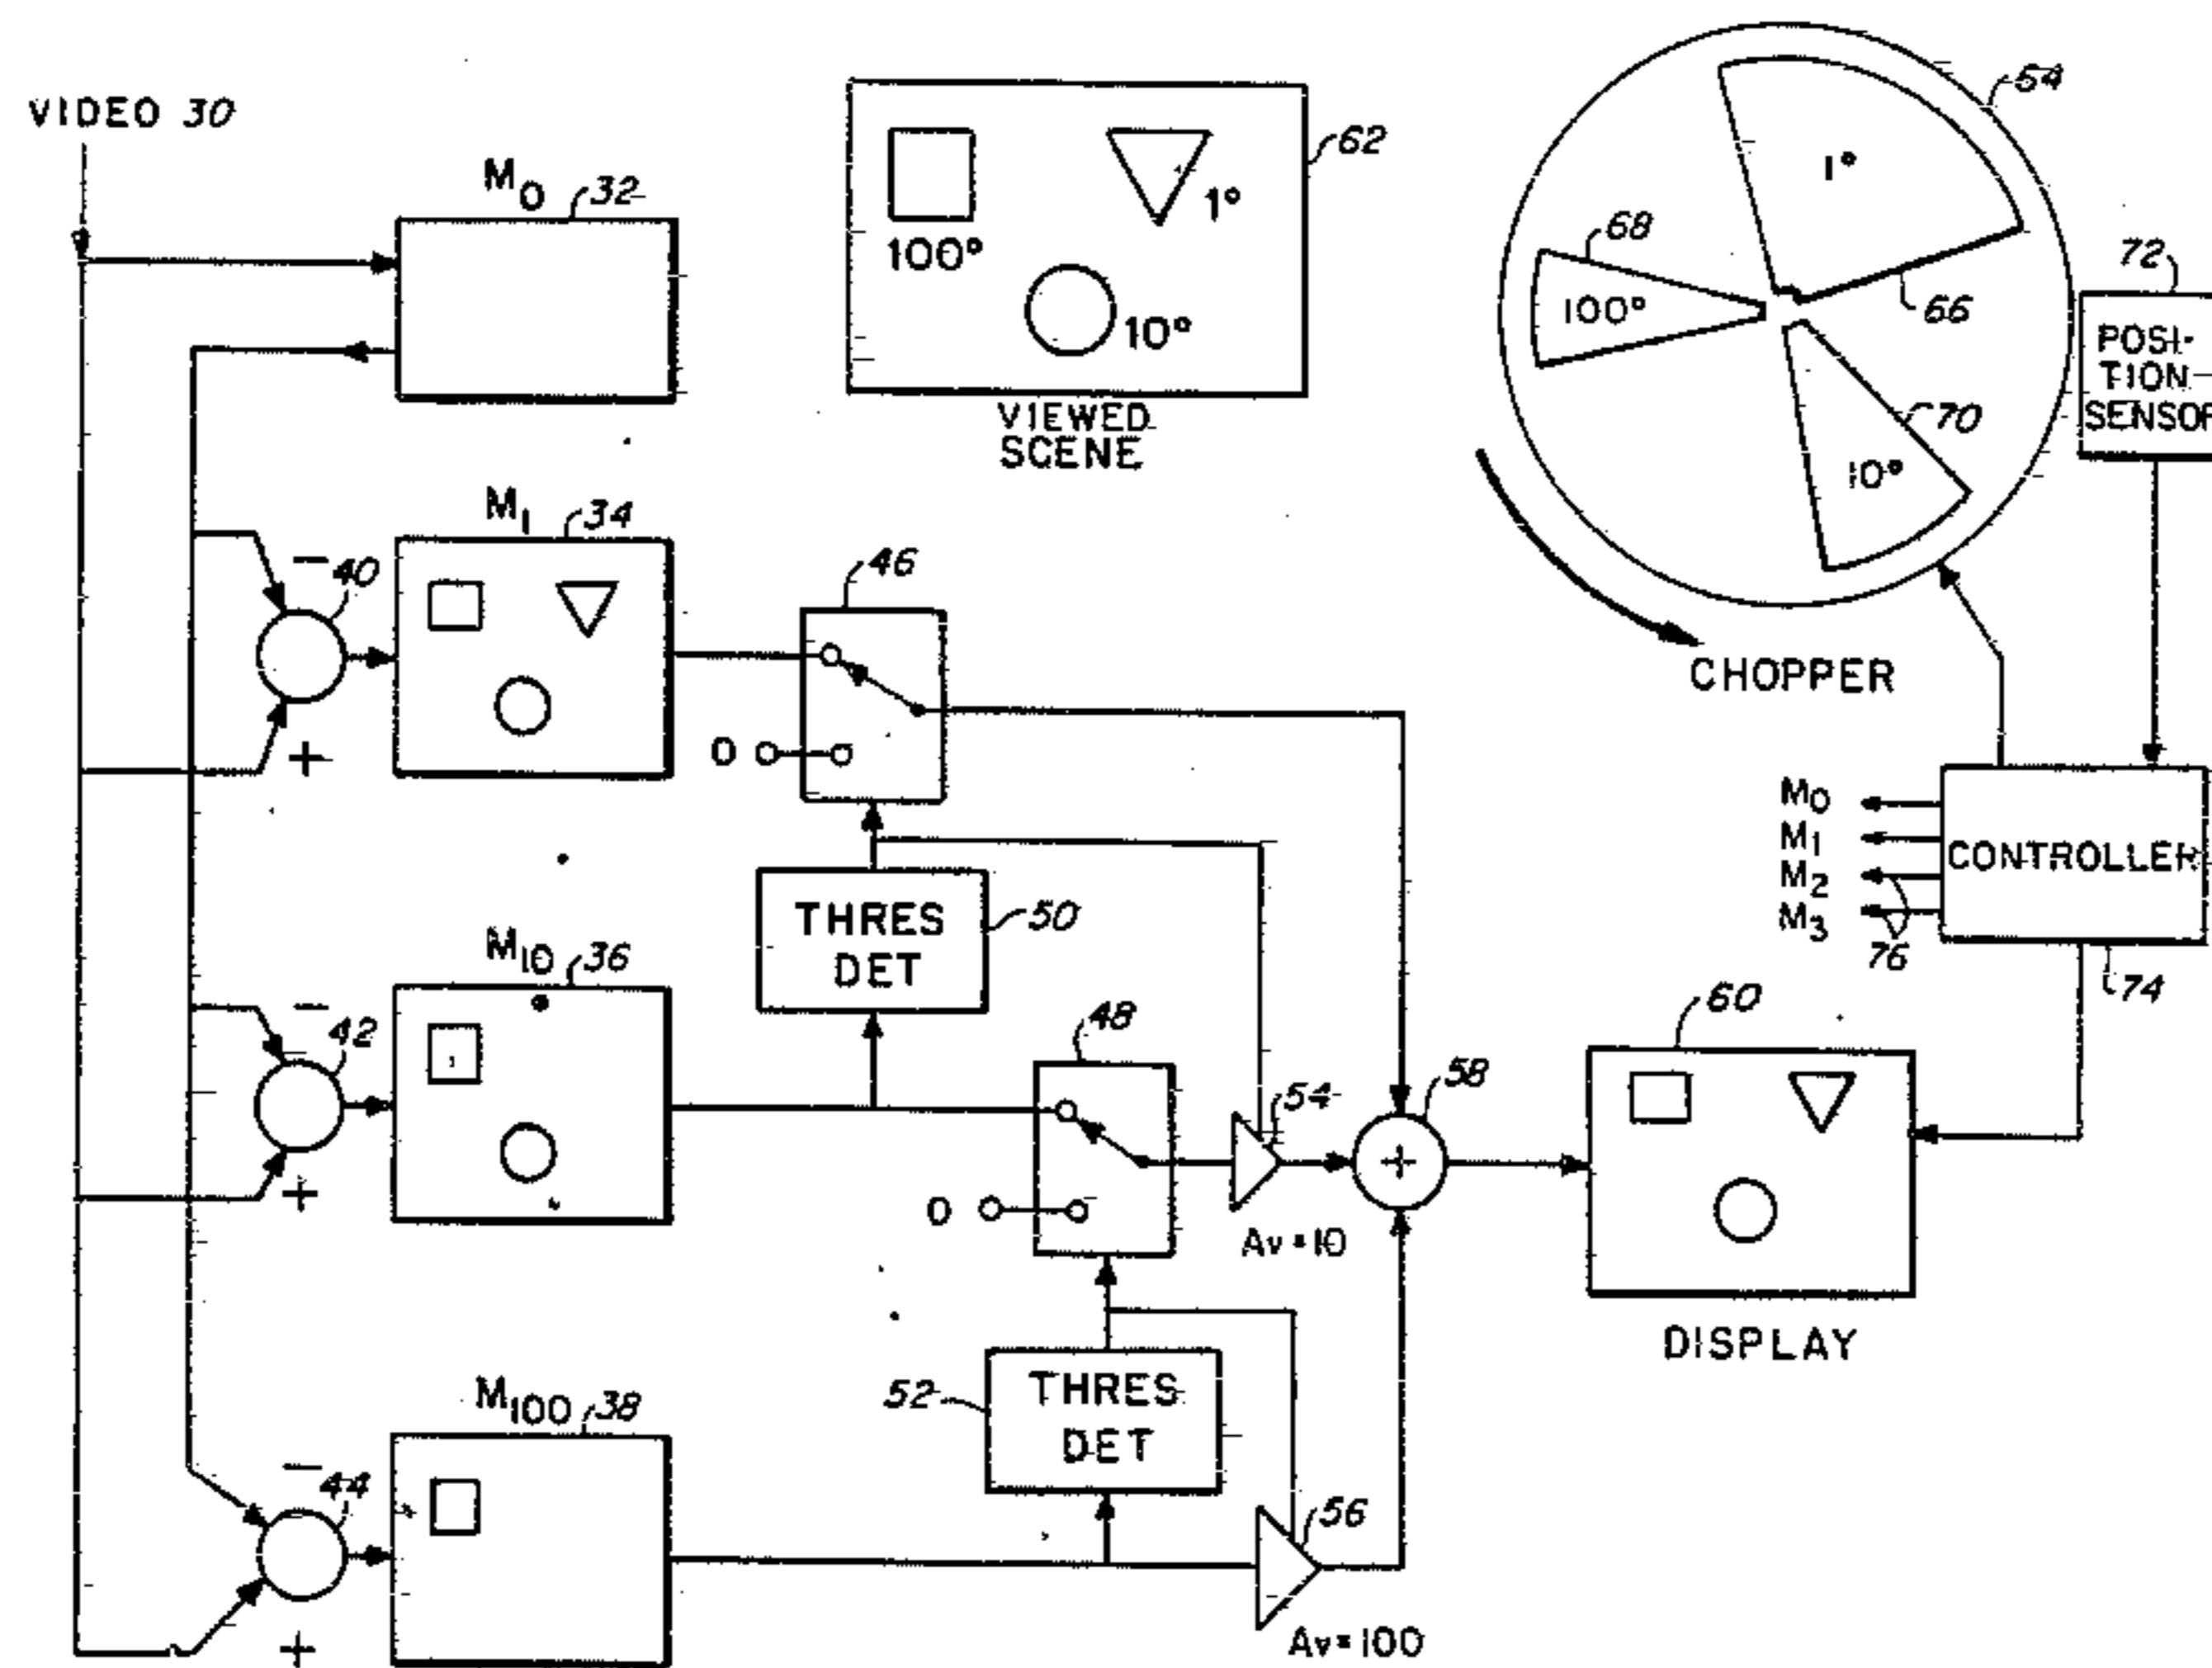 VIDEO 30
M0 32
VIEWED
SCENE
62
100°
1°
10°
64
1°
68
100°
66
70
10°
72
POSI-
TION
SENSOR
CHOPPER
M1 34
- 40
+
46
0
THRES
DET
50
M0
M1
M2
M3
76
CONTROLLER
74
M10 36
- 42
+
48
0
54
Av=10
58
+
60
DISPLAY
52
THRES
DET
M100 38
- 44
+
56
Av=100